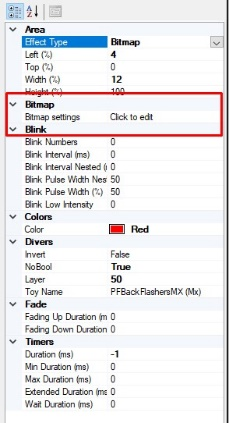 Area
Effect Type Bitmap
Left (%) 4
Top (%) 0
Width (%) 12
Height (%) 100
Bitmap
Bitmap settings Click to edit
Blink
Blink Numbers 0
Blink Interval (ms) 0
Blink Interval Nested ( 0
Blink Pulse Width Nes 50
Blink Pulse Width (%) 50
Blink Low Intensity 0
Colors
Color Red
Divers
Invert False
NoBool True
Layer 50
Toy Name PFBackFlashersMX (Mx)
Fade
Fading Up Duration (m 0
Fading Down Duration 0
Timers
Duration (ms) -1
Min Duration (ms) 0
Max Duration (ms) 0
Extended Duration (ms 0
Wait Duration (ms) 0